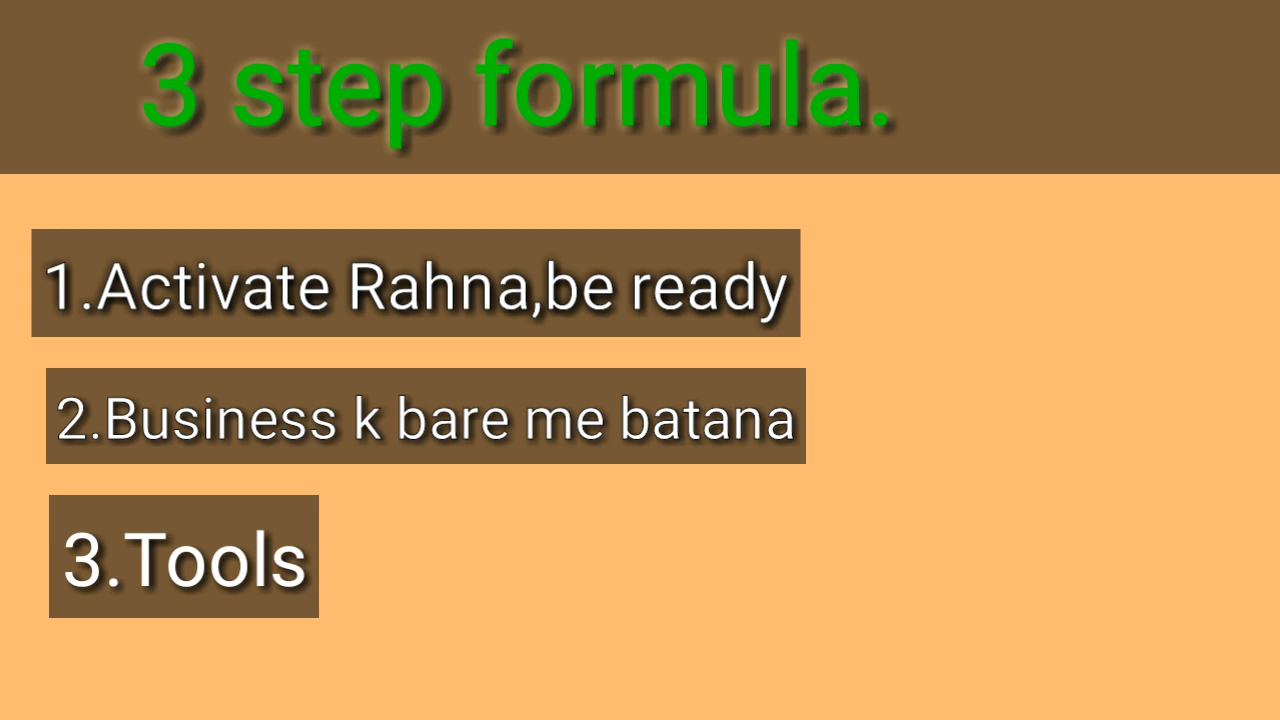 3 step formula.
1.Activate Rahna,be ready
2.Business k bare me batana
3.Tools